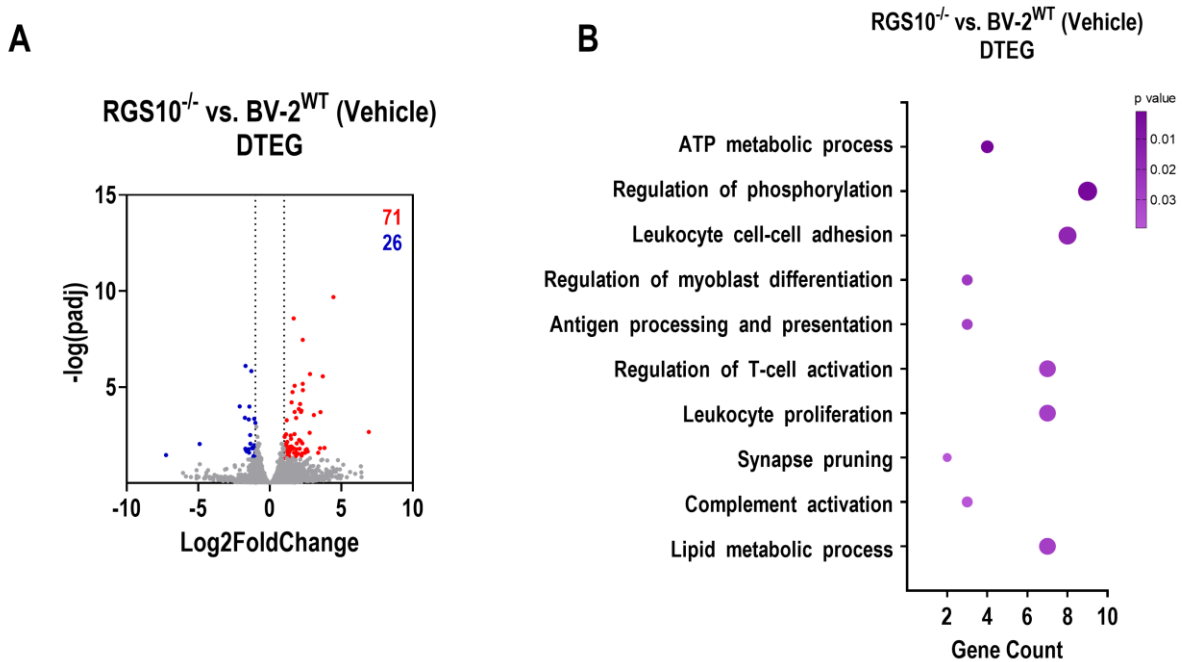 A
RGS10-/- vs. BV-2WT (Vehicle)
DTEG
15
10
5
-log(padj)
71
26
-10
-5
0
5
10
Log2FoldChange
B
RGS10-/- vs. BV-2WT (Vehicle)
DTEG
p value
0.01
0.02
0.03
ATP metabolic process
Regulation of phosphorylation
Leukocyte cell-cell adhesion
Regulation of myoblast differentiation
Antigen processing and presentation
Regulation of T-cell activation
Leukocyte proliferation
Synapse pruning
Complement activation
Lipid metabolic process
2
4
6
8
10
Gene Count